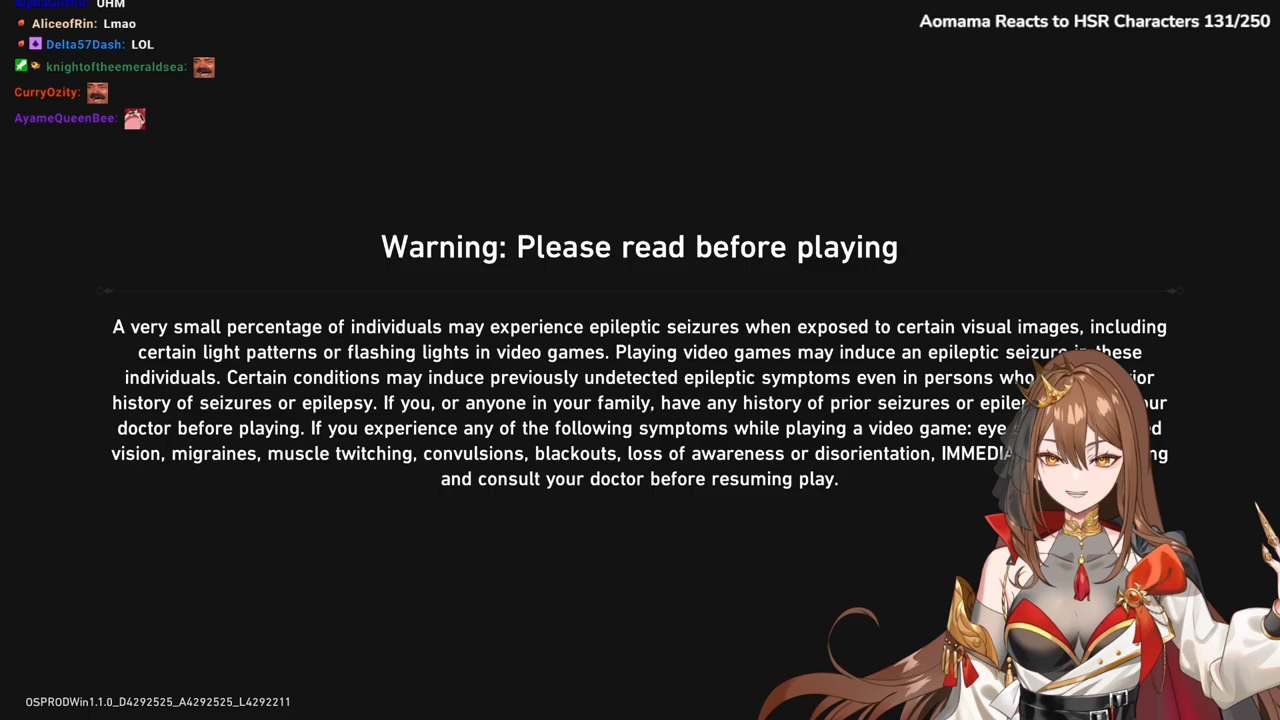 UHM
Aomama Reacts to HSR Characters 131/250
AliceofRin: Lmao
Delta57Dash: LOL
knightoftheemeraldsea:
CurryOzity:
AyameQueenBee:
Warning: Please read before playing
A very small percentage of individuals may experience epileptic seizures when exposed to certain visual images, including
certain light patterns or flashing lights in video games. Playing video games may induce an epileptic seizure in these
individuals. Certain conditions may induce previously undetected epileptic symptoms even in persons who
history of seizures or epilepsy. If you, or anyone in your family, have any history of prior seizures or
doctor before playing. If you experience any of the following symptoms while playing a video game: eye
vision, migraines, muscle twitching, convulsions, blackouts, loss of awareness or disorientation,
and consult your doctor before resuming play.
OSPRODWin1.1.0_D4292525_A4292525_L4292211